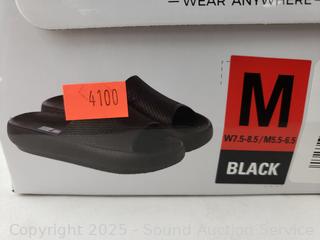 —WEAR ANYWHERE—
4100
M
W7.5-8.5/M5.5-6.5
BLACK
Copyright 2025 - Sound Auction Service